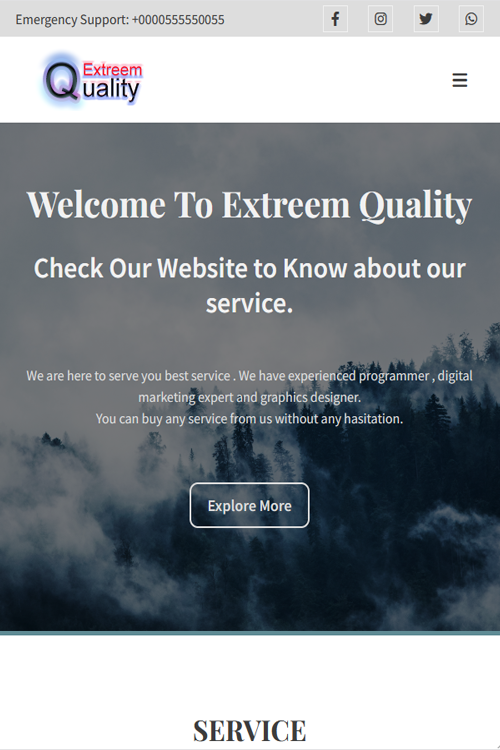 Emergency Support: +0000555550055
Extreem
Quality
Welcome To Extreem Quality
Check Our Website to Know about our
service.
We are here to serve you best service . We have experienced programmer , digital
marketing expert and graphics designer.
You can buy any service from us without any hasitation.
Explore More
SERVICE